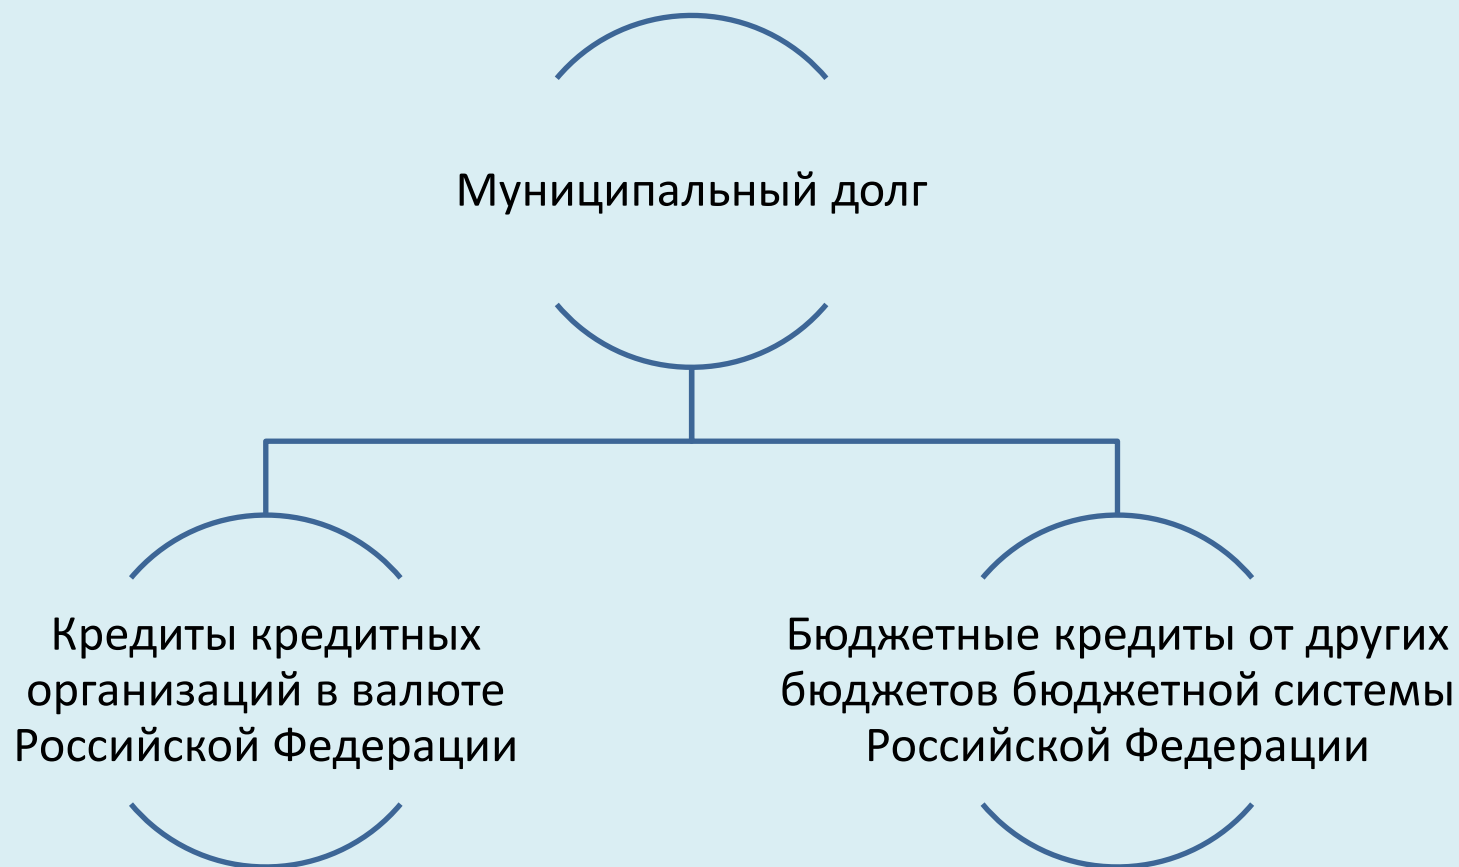 Муниципальный долг
Кредиты кредитных
организаций в валюте
Российской Федерации
Бюджетные кредиты от других
бюджетов бюджетной системы
Российской Федерации